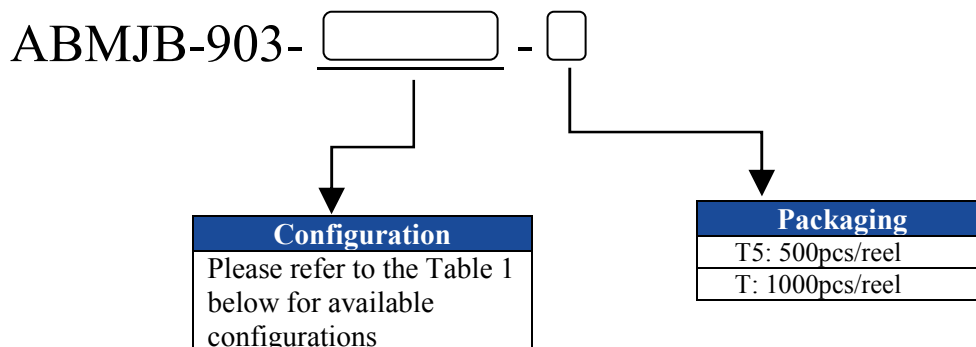 ABMJB-903- -
Configuration
Please refer to the Table 1
below for available
configurations
Packaging
T5: 500pcs/reel
T: 1000pcs/reel